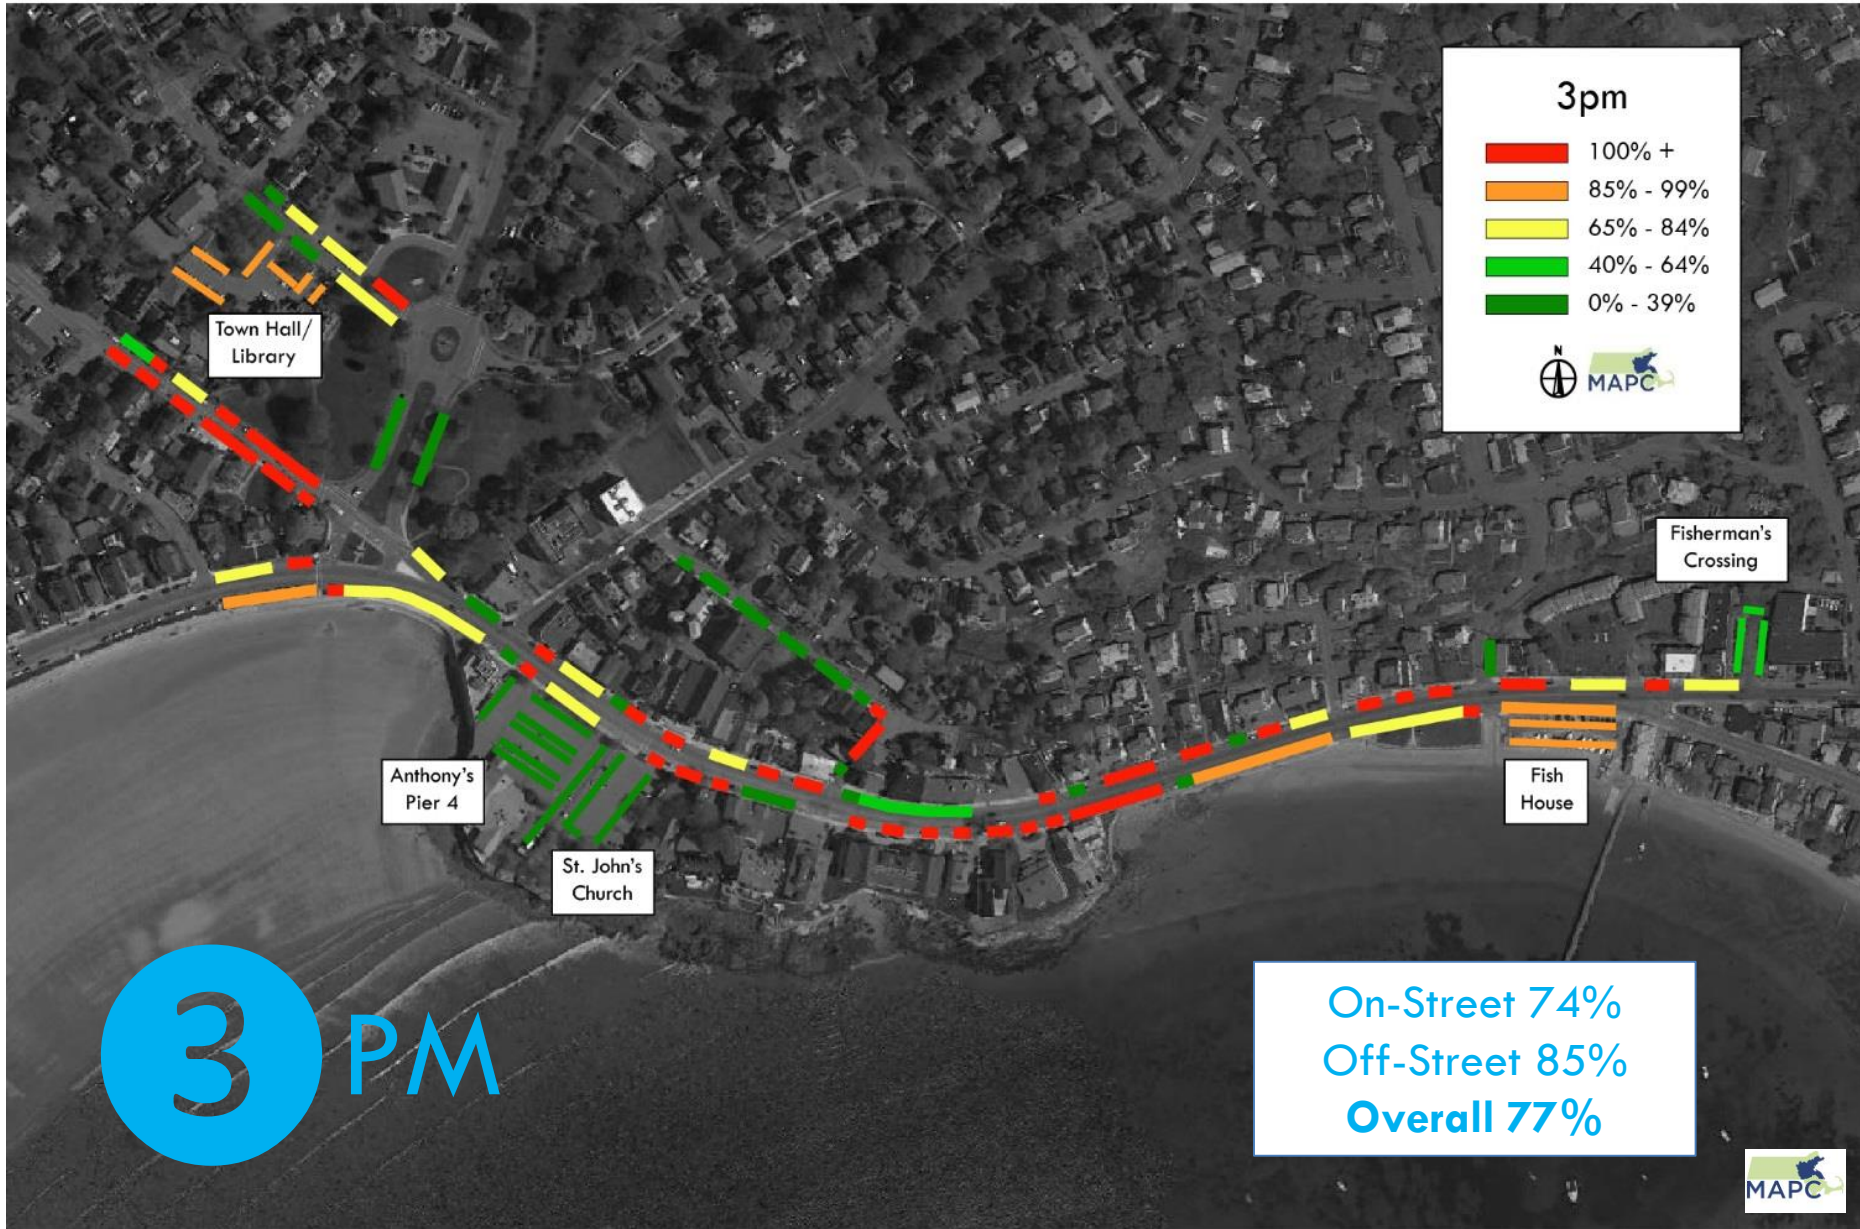 3pm
100% +
85% - 99%
65% - 84%
40% - 64%
0% - 39%
N
MAPC
Town Hall/
Library
Fisherman's
Crossing
Anthony's
Pier 4
Fish
House
St. John's
Church
3 PM
On-Street 74%
Off-Street 85%
Overall 77%
MAPC